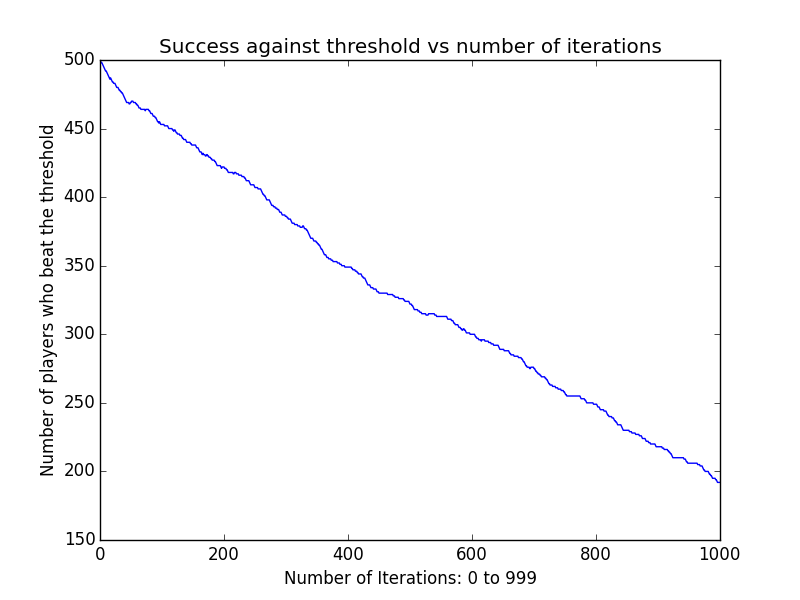 Success against threshold vs number of iterations
500
450
400
350
300
250
200
150
Number of players who beat the threshold
0 200 400 600 800 1000
Number of Iterations: 0 to 999